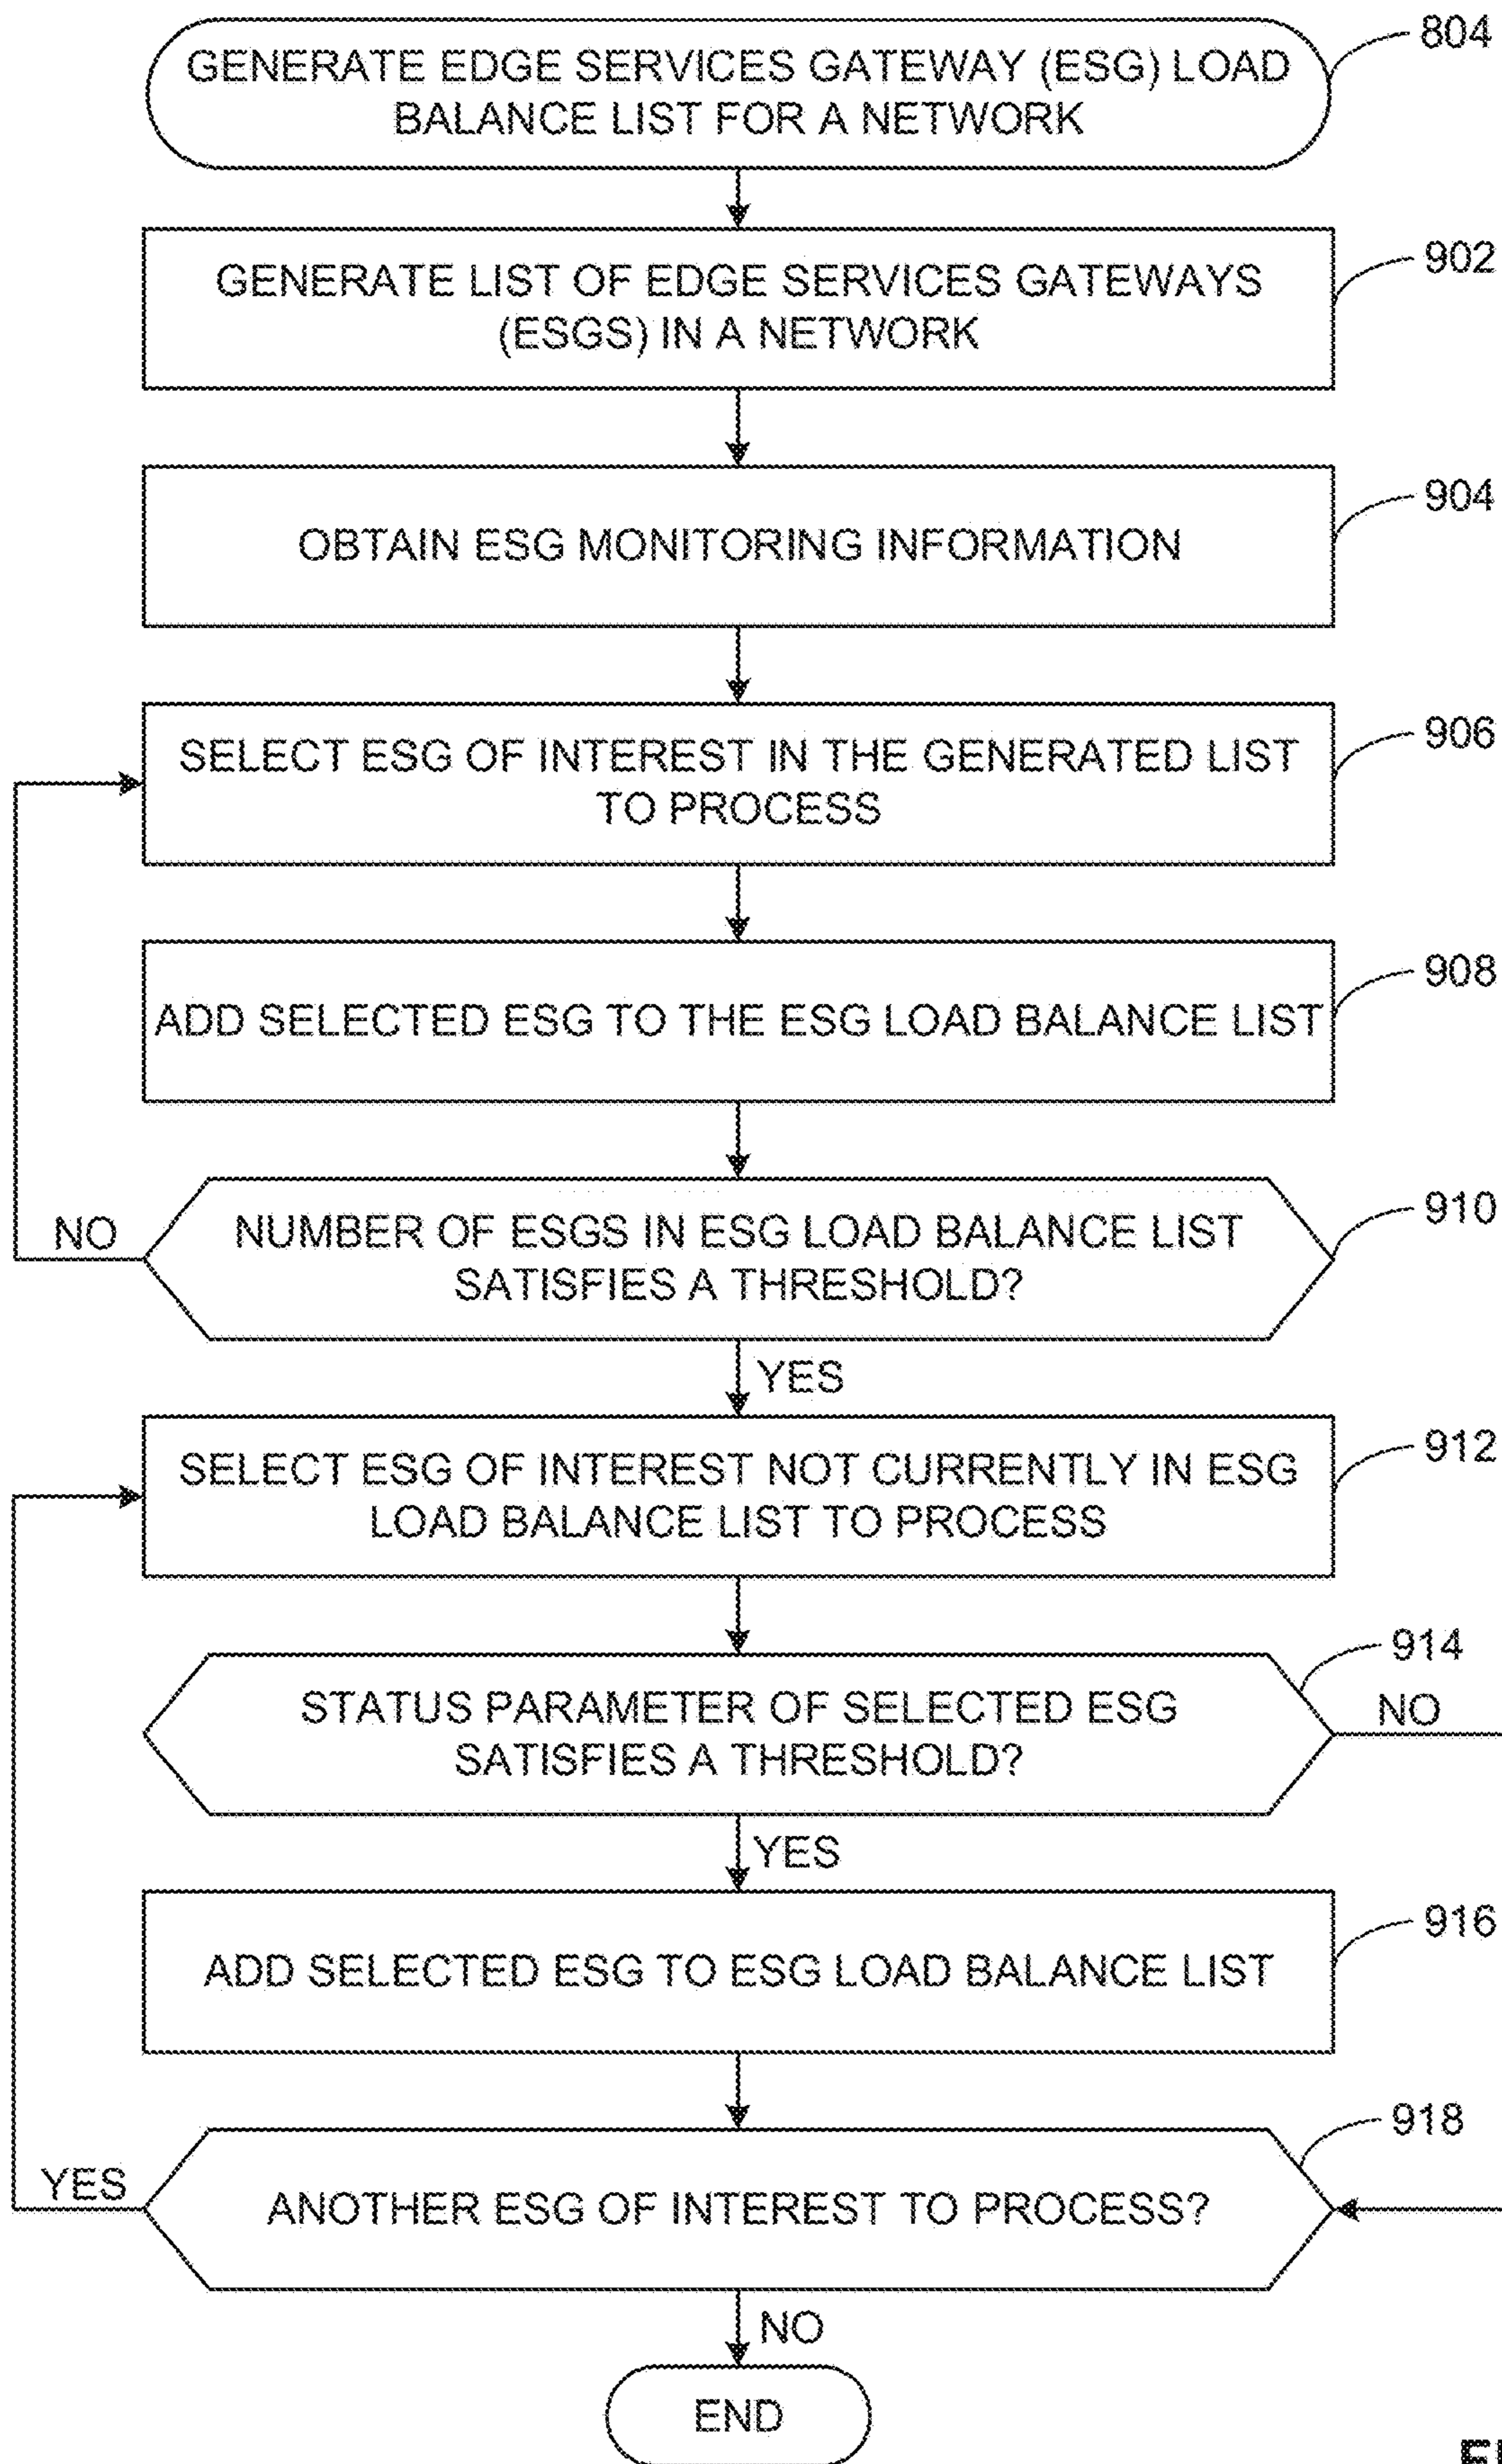 GENERATE EDGE SERVICES GATEWAY (ESG) LOAD
BALANCE LIST FOR A NETWORK
804
GENERATE LIST OF EDGE SERVICES GATEWAYS
(ESGS) IN A NETWORK
902
OBTAIN ESG MONITORING INFORMATION
904
SELECT ESG OF INTEREST IN THE GENERATED LIST
TO PROCESS
906
ADD SELECTED ESG TO THE ESG LOAD BALANCE LIST
908
NUMBER OF ESGS IN ESG LOAD BALANCE LIST
SATISFIES A THRESHOLD?
910
NO
YES
SELECT ESG OF INTEREST NOT CURRENTLY IN ESG
LOAD BALANCE LIST TO PROCESS
912
STATUS PARAMETER OF SELECTED ESG
SATISFIES A THRESHOLD?
914
NO
YES
ADD SELECTED ESG TO ESG LOAD BALANCE LIST
916
ANOTHER ESG OF INTEREST TO PROCESS?
918
YES
NO
END